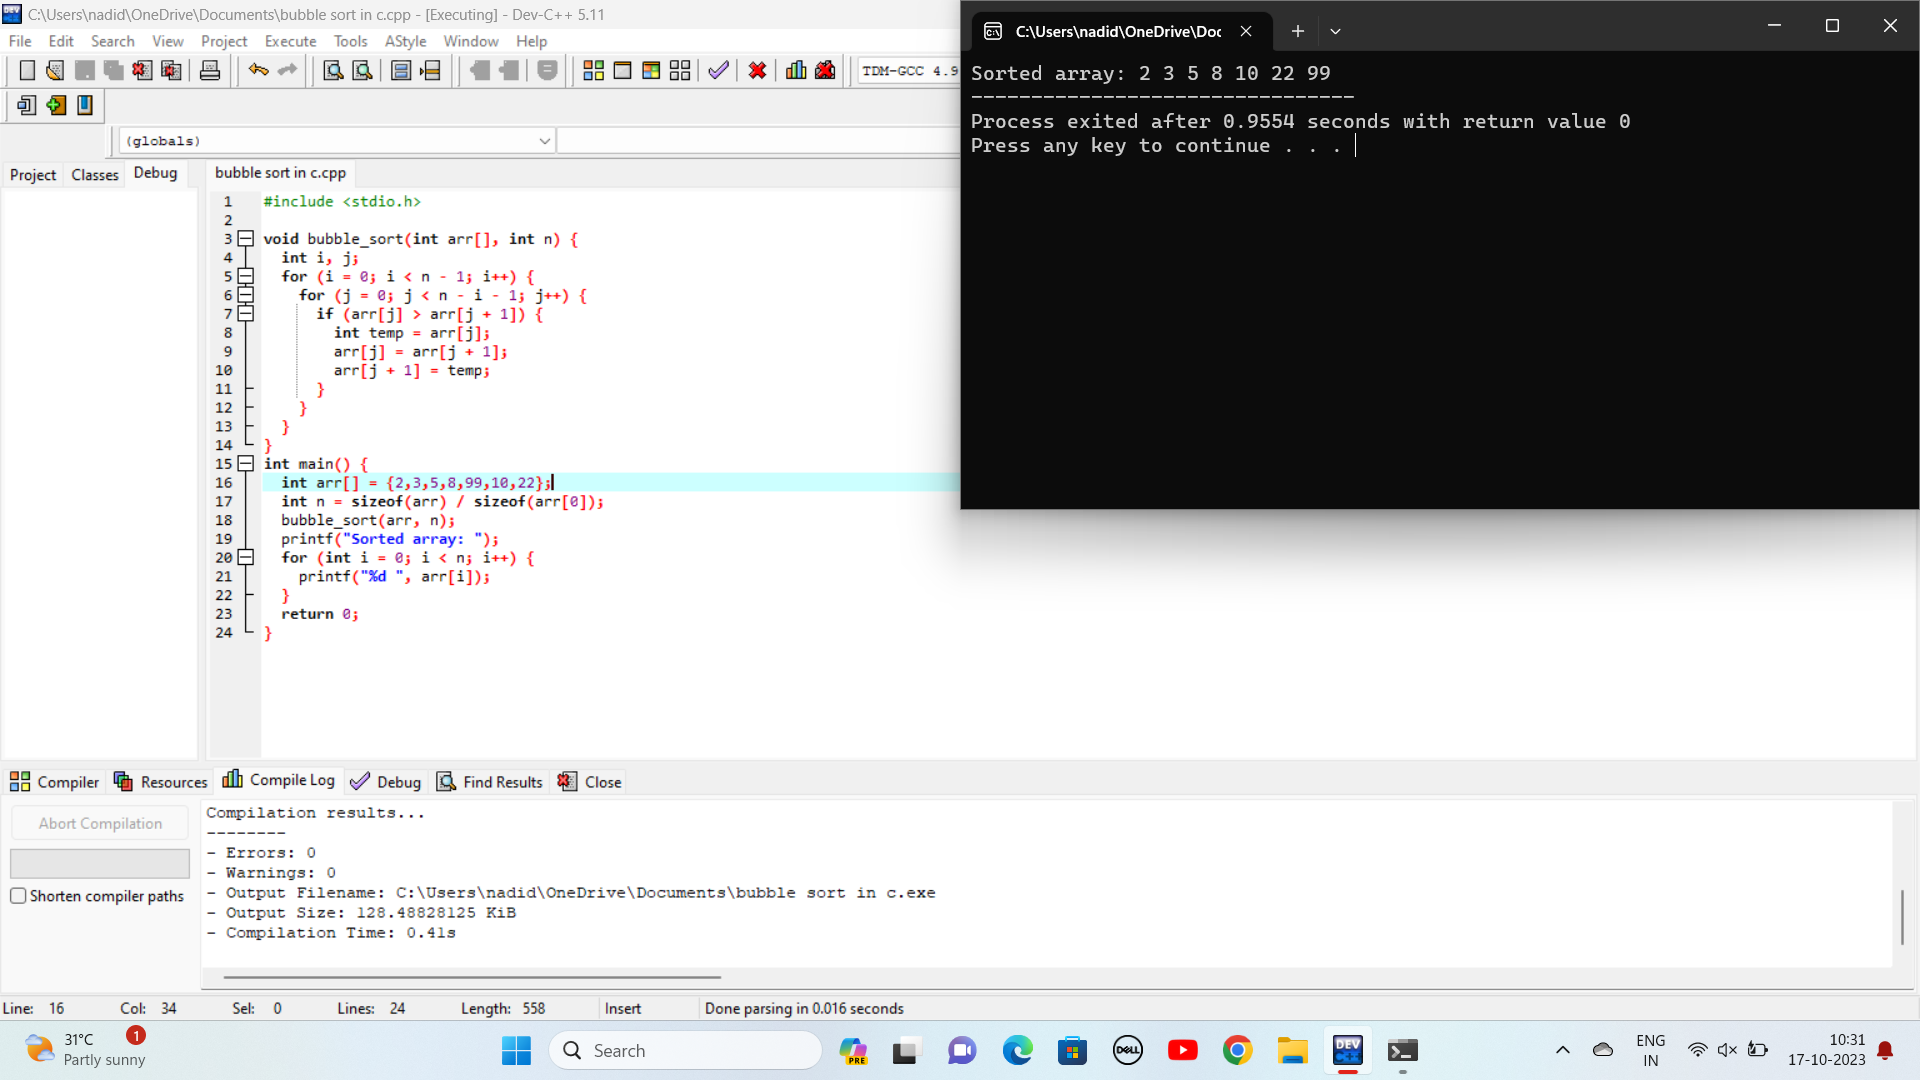 C:\Users\nadid\OneDrive\Documents\bubble sort in c.cpp - [Executing] - Dev-C++ 5.11
File Edit Search View Project Execute Tools AStyle Window Help
TDM-GCC 4.9
(globals)
Project Classes Debug
bubble sort in c.cpp
1 #include <stdio.h>
2
3 void bubble_sort(int arr[], int n) {
4   int i, j;
5   for (i = 0; i < n - 1; i++) {
6     for (j = 0; j < n - i - 1; j++) {
7       if (arr[j] > arr[j + 1]) {
8         int temp = arr[j];
9         arr[j] = arr[j + 1];
10         arr[j + 1] = temp;
11       }
12     }
13   }
14 }
15 int main() {
16   int arr[] = {2,3,5,8,99,10,22};
17   int n = sizeof(arr) / sizeof(arr[0]);
18   bubble_sort(arr, n);
19   printf("Sorted array: ");
20   for (int i = 0; i < n; i++) {
21     printf("%d ", arr[i]);
22   }
23   return 0;
24 }
C:\Users\nadid\OneDrive\Doc
Sorted array: 2 3 5 8 10 22 99
--------------------------------
Process exited after 0.9554 seconds with return value 0
Press any key to continue . . .
Compiler Resources Compile Log Debug Find Results Close
Abort Compilation
Shorten compiler paths
Compilation results...
--------
- Errors: 0
- Warnings: 0
- Output Filename: C:\Users\nadid\OneDrive\Documents\bubble sort in c.exe
- Output Size: 128.48828125 KiB
- Compilation Time: 0.41s
Line: 16 Col: 34 Sel: 0 Lines: 24 Length: 558 Insert Done parsing in 0.016 seconds
1
31°C
Partly sunny
Search
PRE
DELL
DEV
C++
ENG
IN
10:31
17-10-2023